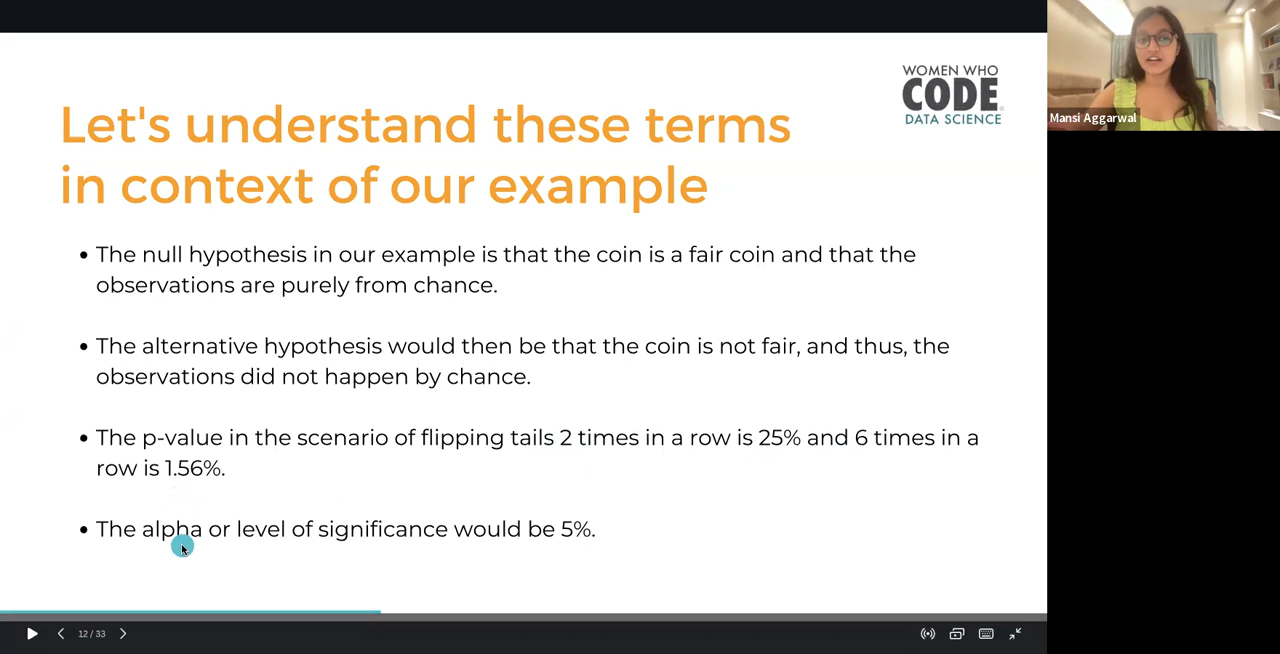 WOMEN WHO
CODE
DATA SCIENCE
Mansi Aggarwal
Let's understand these terms
in context of our example
• The null hypothesis in our example is that the coin is a fair coin and that the
observations are purely from chance.
• The alternative hypothesis would then be that the coin is not fair, and thus, the
observations did not happen by chance.
• The p-value in the scenario of flipping tails 2 times in a row is 25% and 6 times in a
row is 1.56%.
• The alpha or level of significance would be 5%.
12 / 33